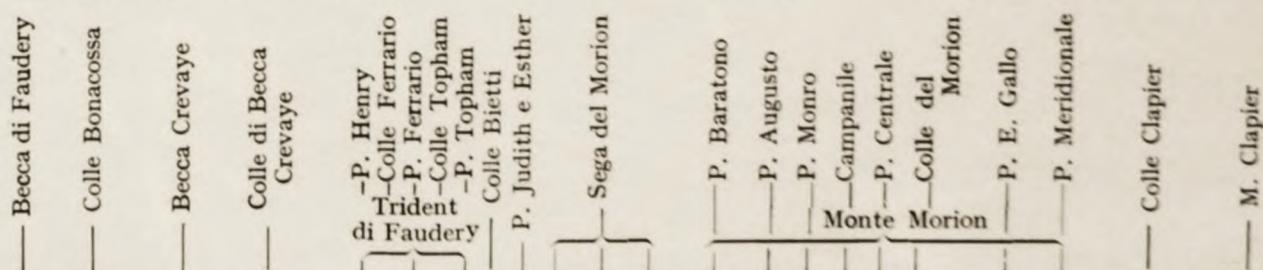 Becca di Faudery
Colle Bonacossa
Becca Crevaye
Colle di Becca
Crevaye
P. Henry
Colle Ferrario
P. Ferrario
Colle Topham
P. Topham
Trident
di Faudery
Colle Bietti
P. Judith e Esther
Sega del Morion
P. Baratono
P. Augusto
P. Monro
Campanile
P. Centrale
Colle del
Morion
P. E. Gallo
P. Meridionale
Monte Morion
Colle Clapier
M. Clapier